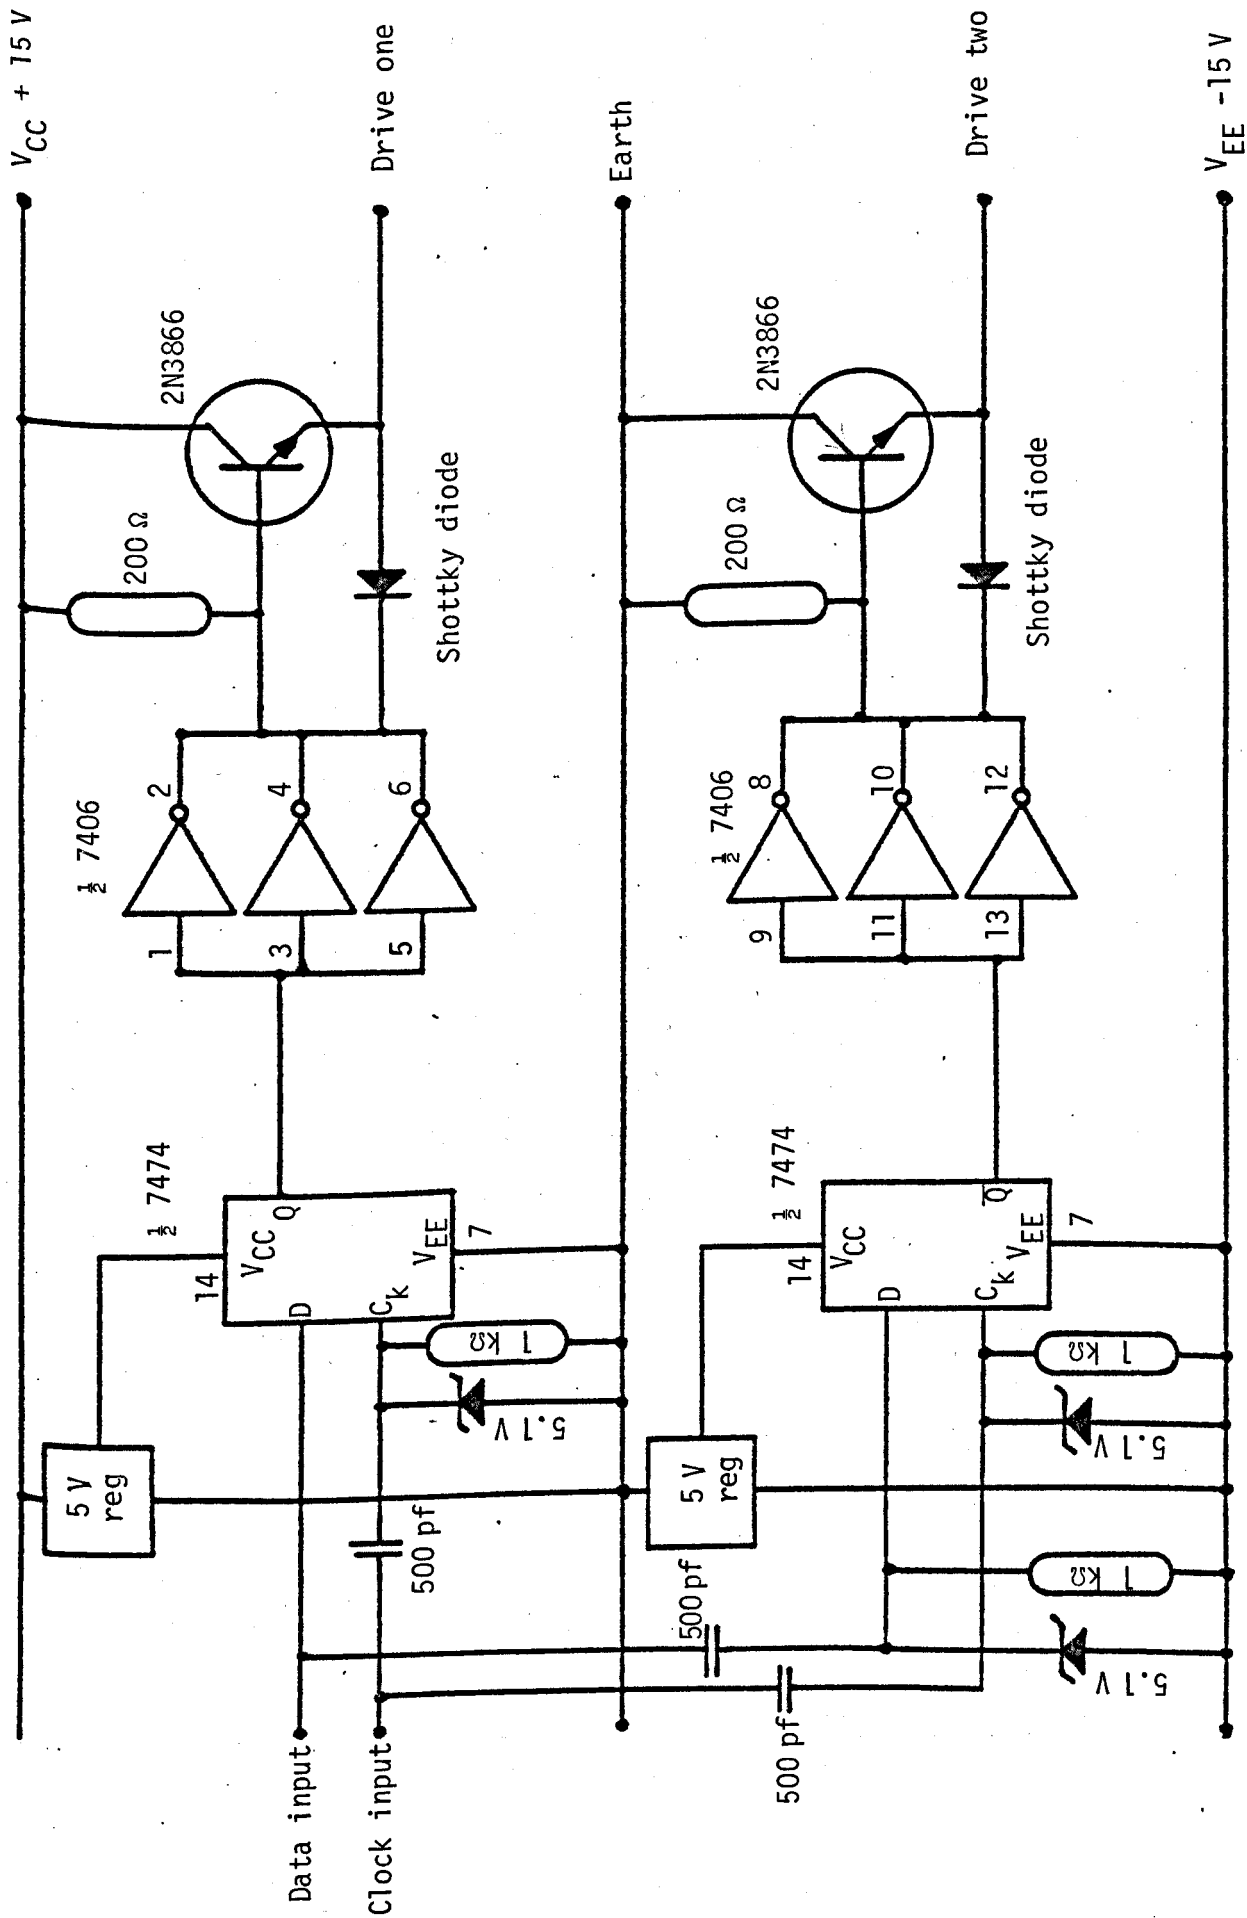 V_CC + 15 V
5 V
reg
½ 7474
14
V_CC
D
Q
C_k
V_EE
7
1 kΩ
5.1 V
500 pf
½ 7406
1
2
3
4
5
6
200 Ω
2N3866
Shottky diode
Drive one
Data input
Clock input
Earth
5 V
reg
500 pf
500 pf
½ 7474
14
V_CC
D
Q̅
C_k
V_EE
7
1 kΩ
5.1 V
1 kΩ
5.1 V
½ 7406
9
8
11
10
13
12
200 Ω
2N3866
Shottky diode
Drive two
V_EE -15 V